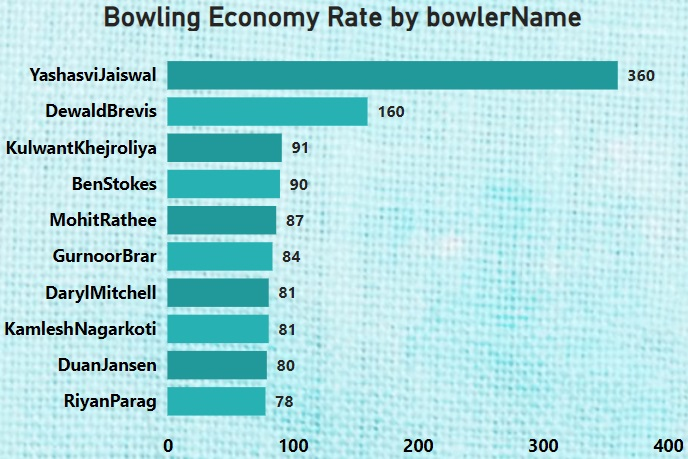 Bowling Economy Rate by bowlerName
YashasviJaiswal 360
DewaldBrevis 160
KulwantKhejroliya 91
BenStokes 90
MohitRathee 87
GurnoorBrar 84
DarylMitchell 81
KamleshNagarkoti 81
DuanJansen 80
RiyanParag 78
0 100 200 300 400